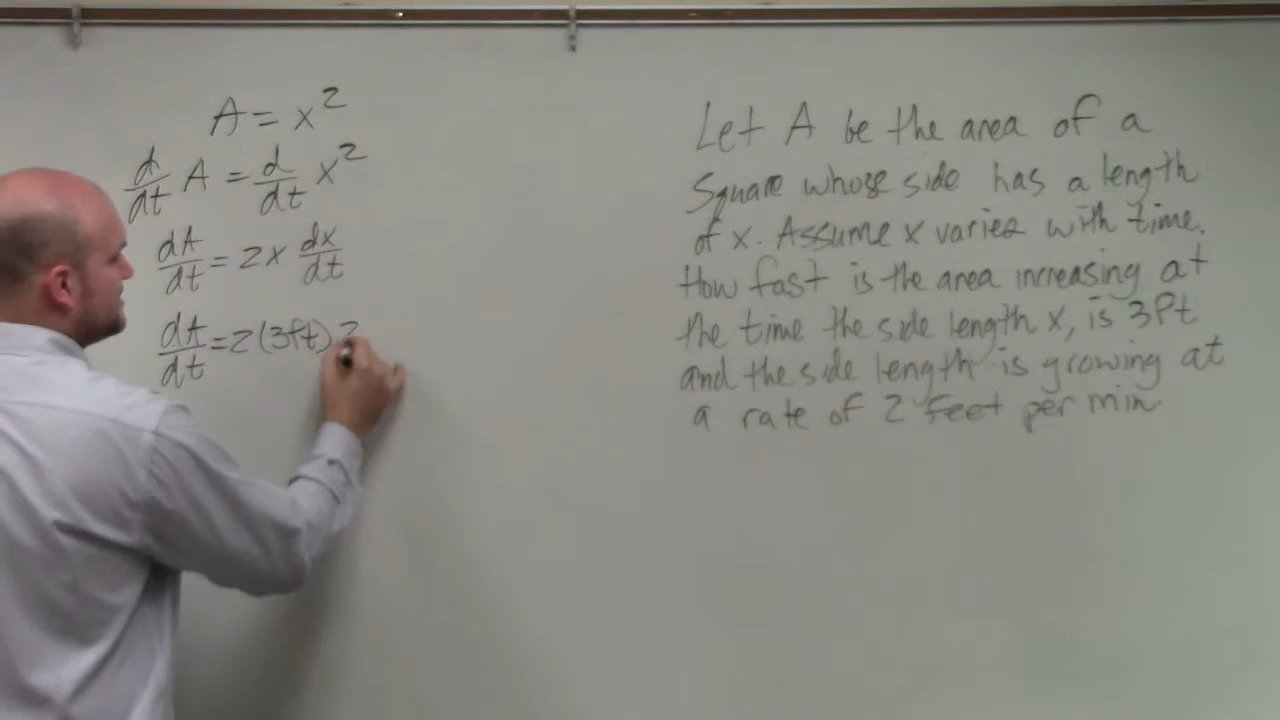 A = x²
d/dt A = d/dt x²
dA/dt = 2x dx/dt
dA/dt = 2(3ft) 2
Let A be the area of a
Square whose side has a length
of x. Assume x varies with time.
How fast is the area increasing at
the time the side length x, is 3ft
and the side length is growing at
a rate of 2 feet per min.